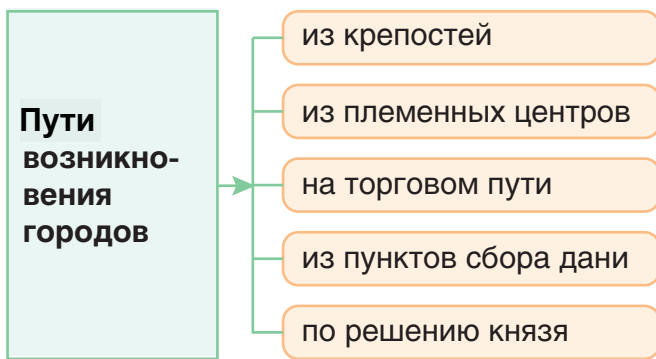 Пути
возникно-
вения
городов
из крепостей
из племенных центров
на торговом пути
из пунктов сбора дани
по решению князя